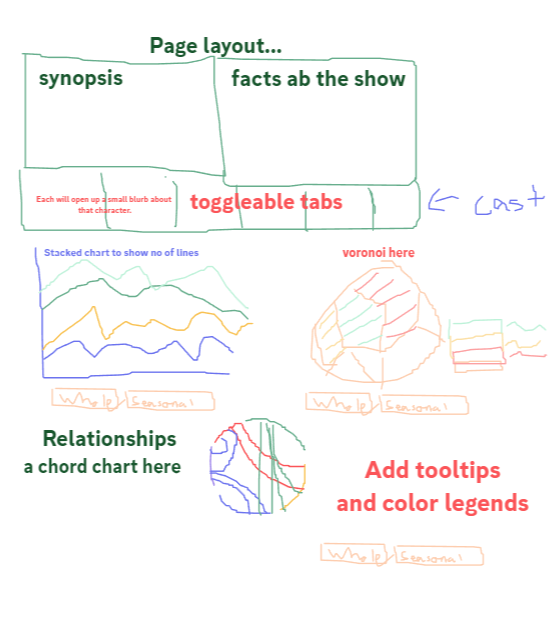 Page layout...
synopsis
facts ab the show
Each will open up a small blurb about
that character.
toggleable tabs
← cast
Stacked chart to show no of lines
voronoi here
Whole/Seasonal
Whole/Seasonal
Relationships
a chord chart here
Add tooltips
and color legends
Whole/Seasonal